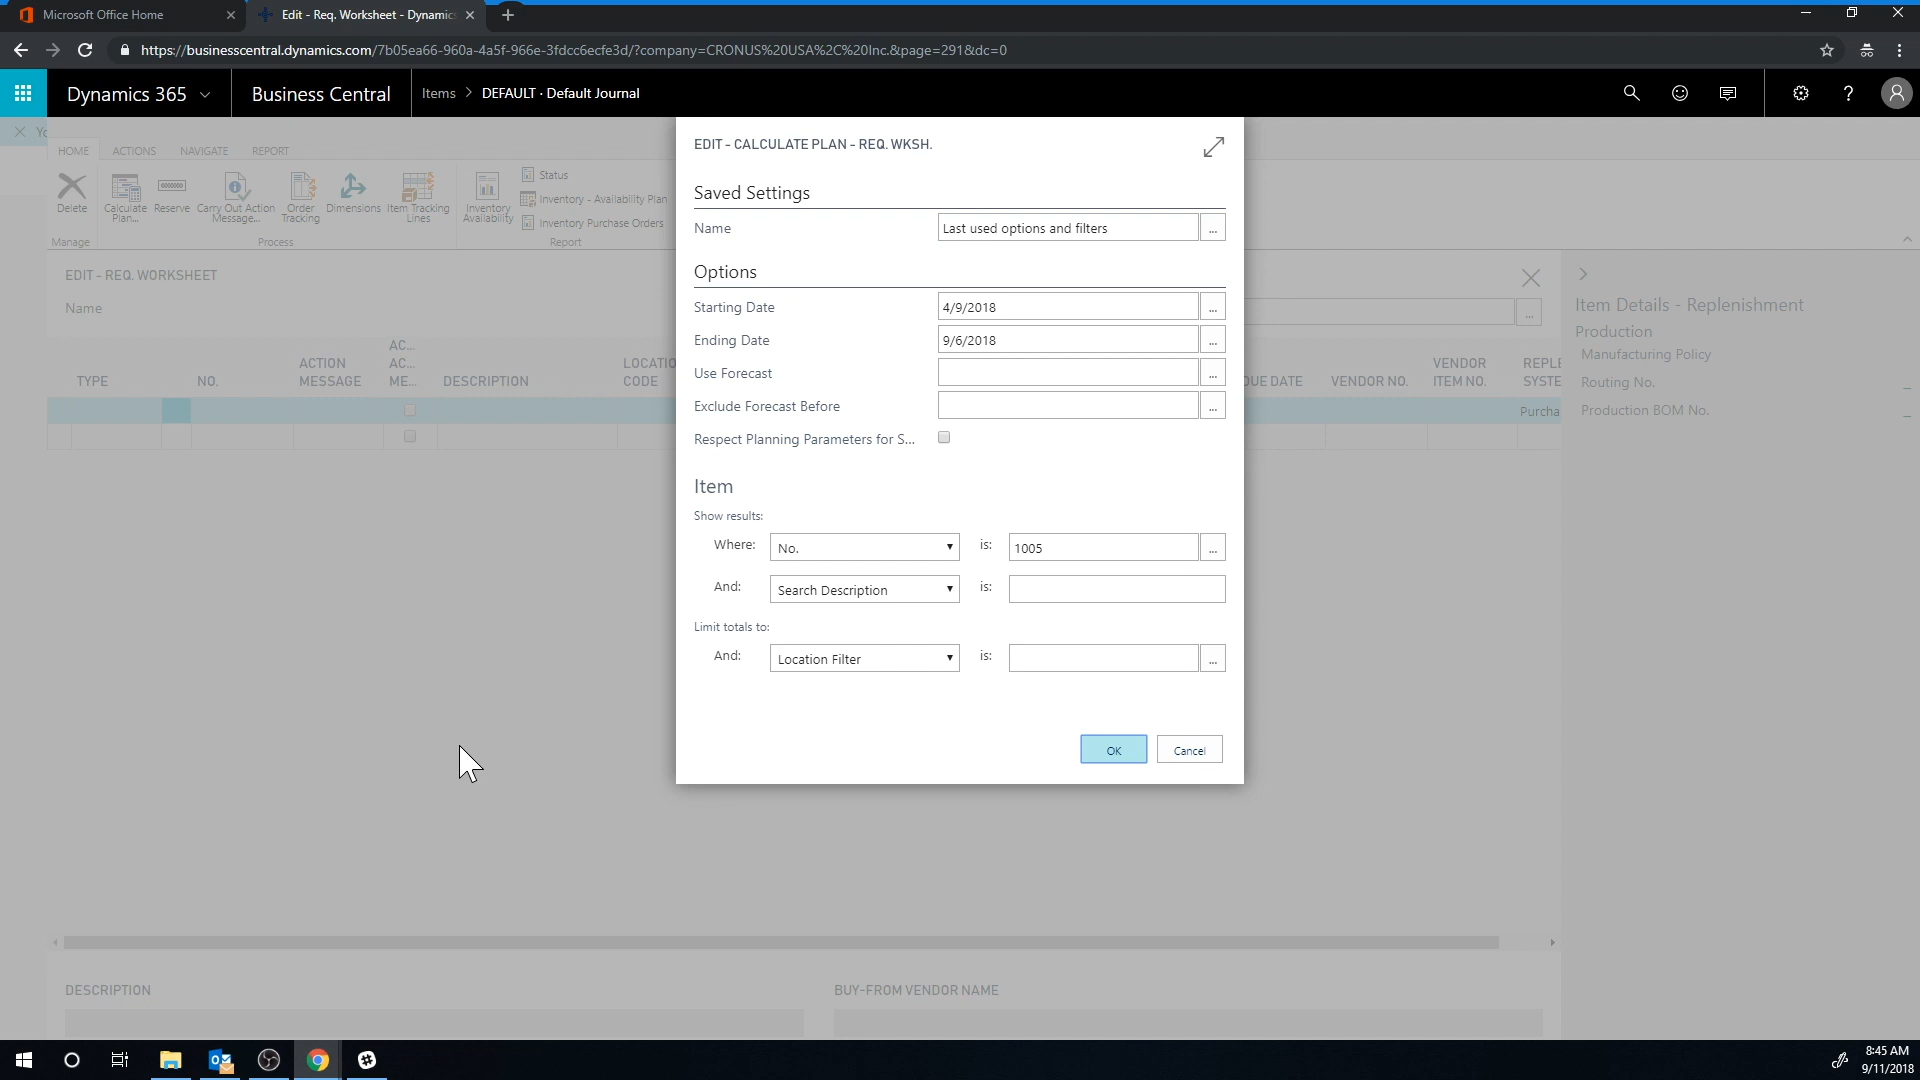 Microsoft Office Home
Edit - Req. Worksheet - Dynamics
https://businesscentral.dynamics.com/7b05ea66-960a-4a5f-966e-3fdcc6ecfe3d/?company=CRONUS%20USA%2C%20Inc.&page=291&dc=0
Dynamics 365
Business Central
Items > DEFAULT · Default Journal
Yo
HOME ACTIONS NAVIGATE REPORT
Delete
Calculate Plan...
Reserve
Carry Out Action Message...
Order Tracking
Dimensions
Item Tracking Lines
Inventory Availability
Status
Inventory - Availability Plan
Inventory Purchase Orders
Manage
Process
Report
EDIT - REQ. WORKSHEET
Name
...
TYPE
NO.
ACTION MESSAGE
AC... AC... ME...
DESCRIPTION
LOCATIO CODE
DUE DATE
VENDOR NO.
VENDOR ITEM NO.
REPLE SYSTE
Purcha
Item Details - Replenishment
Production
Manufacturing Policy
Routing No.
Production BOM No.
EDIT - CALCULATE PLAN - REQ. WKSH.
Saved Settings
Name Last used options and filters ...
Options
Starting Date 4/9/2018 ...
Ending Date 9/6/2018 ...
Use Forecast ...
Exclude Forecast Before ...
Respect Planning Parameters for S...
Item
Show results:
Where: No. is: 1005 ...
And: Search Description is:
Limit totals to:
And: Location Filter is: ...
OK Cancel
DESCRIPTION
BUY-FROM VENDOR NAME
8:45 AM
9/11/2018